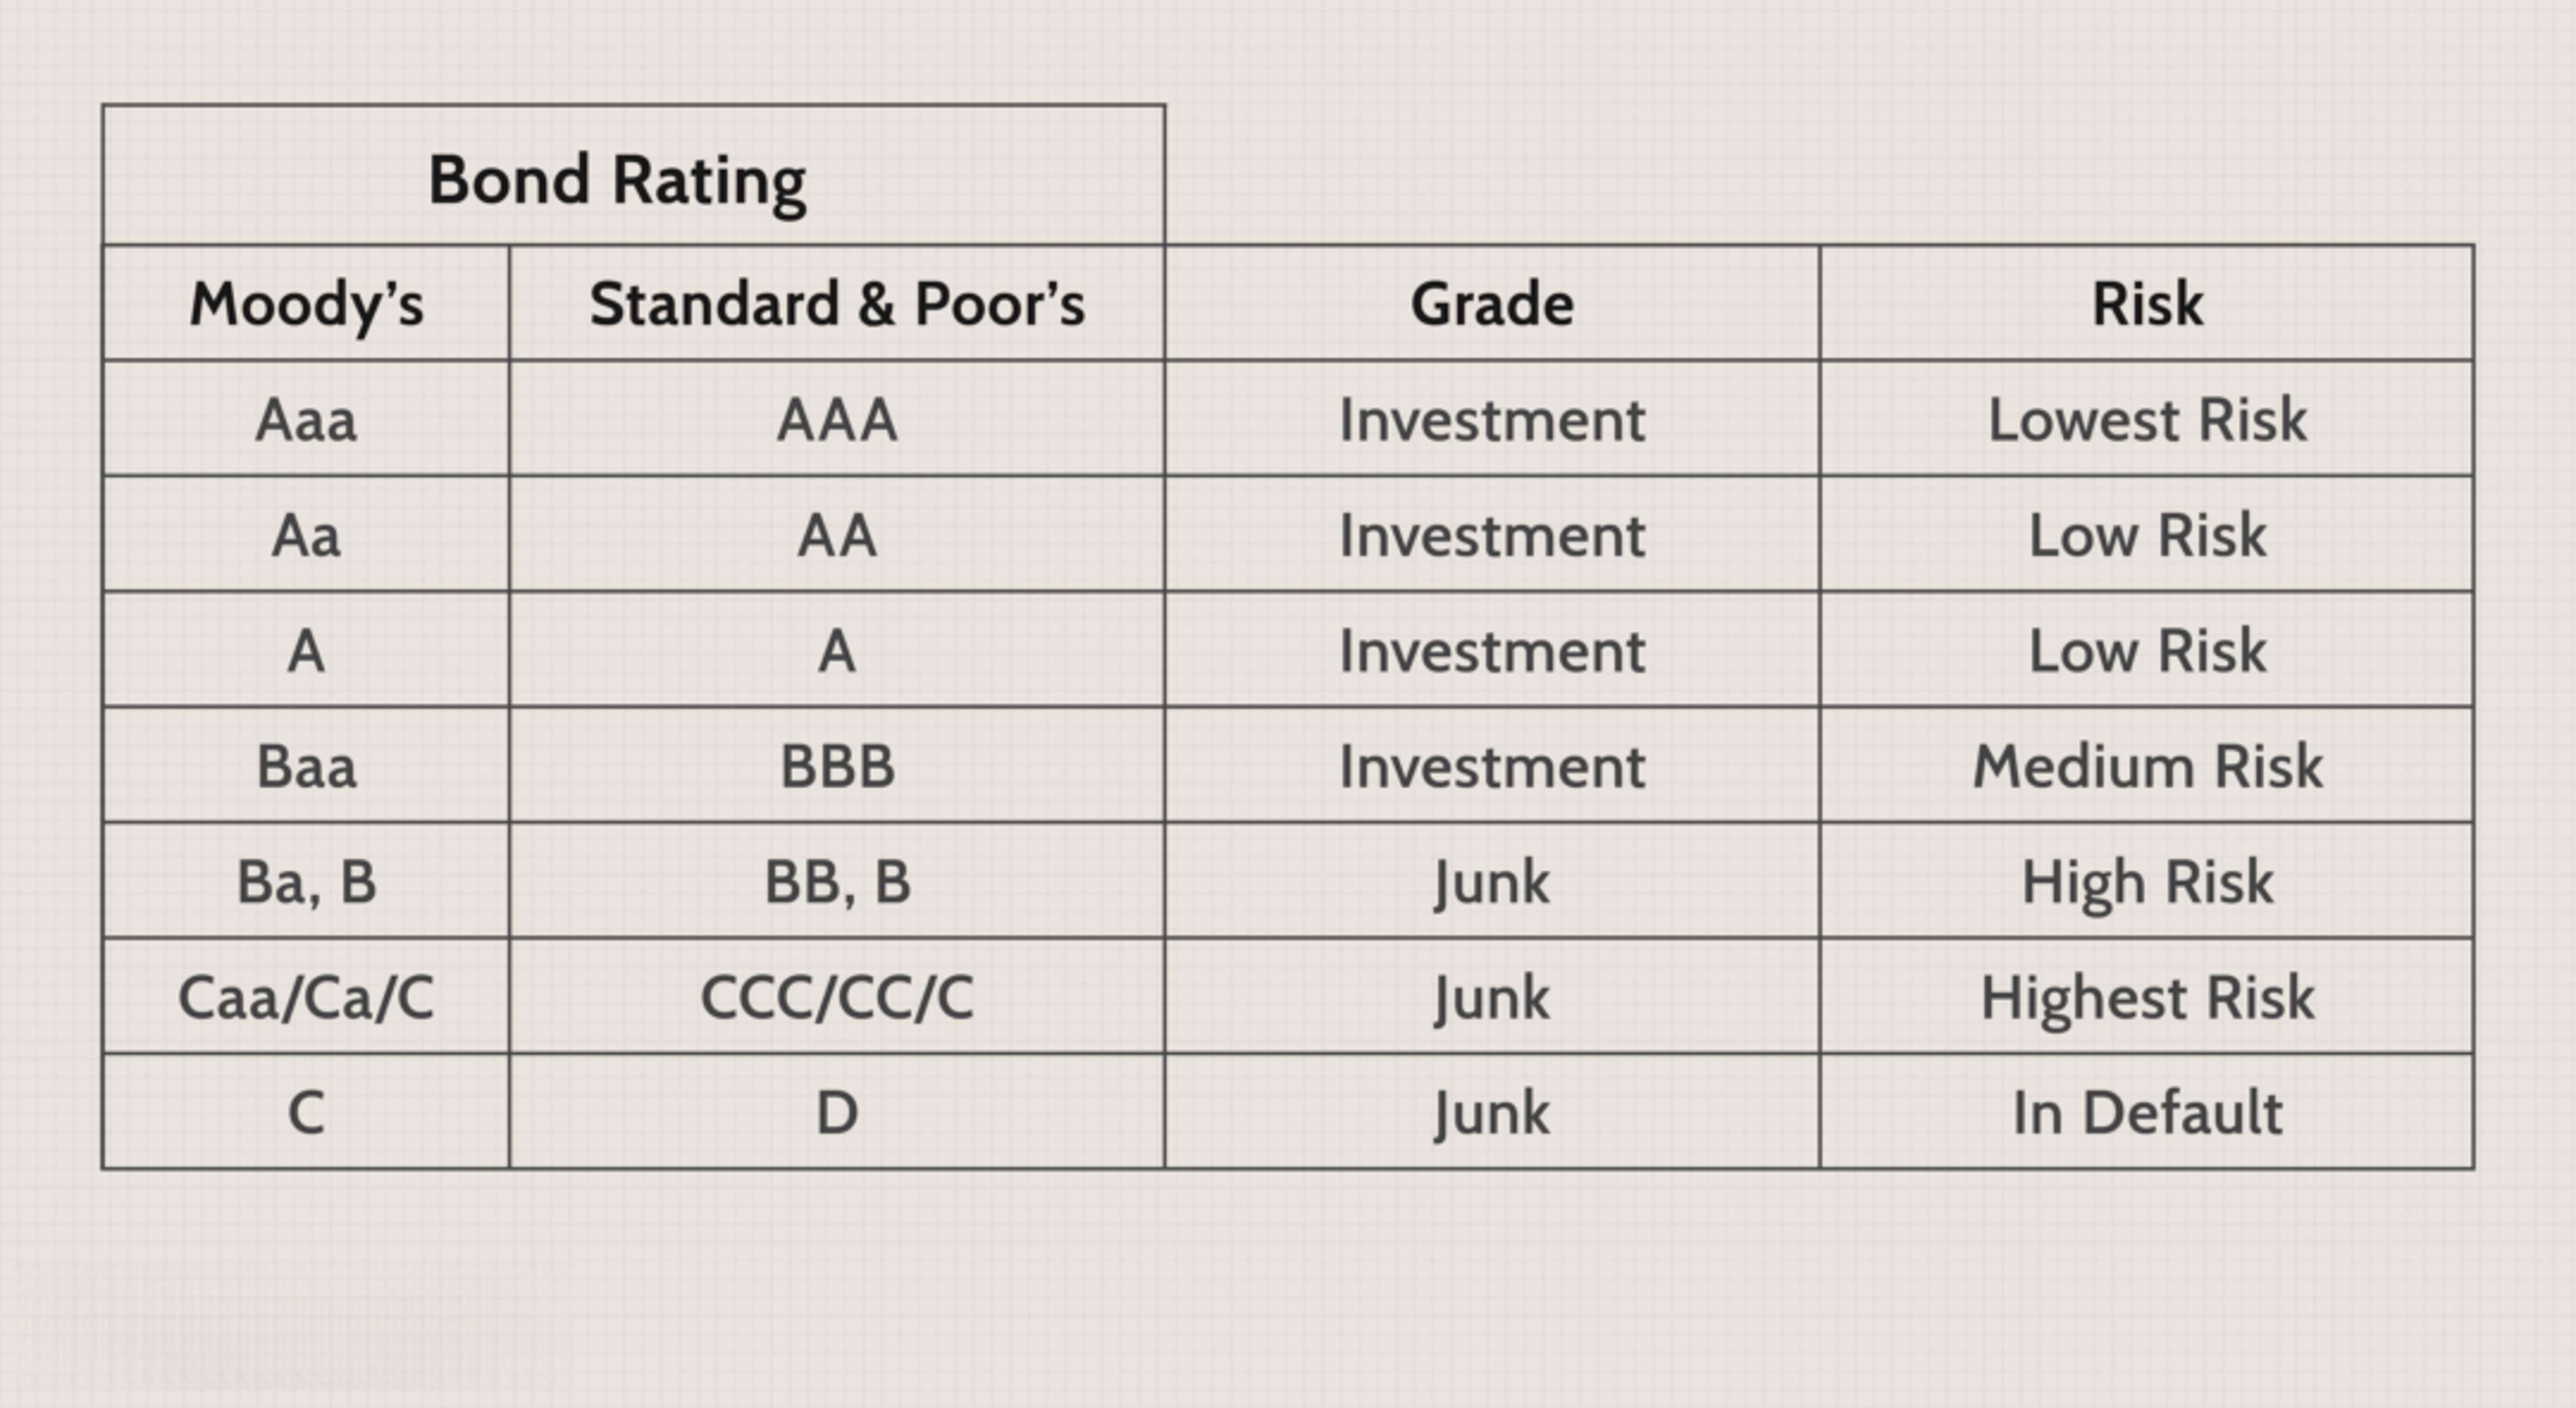 Bond Rating
Moody’s Standard & Poor’s Grade Risk
Aaa AAA Investment Lowest Risk
Aa AA Investment Low Risk
A A Investment Low Risk
Baa BBB Investment Medium Risk
Ba, B BB, B Junk High Risk
Caa/Ca/C CCC/CC/C Junk Highest Risk
C D Junk In Default